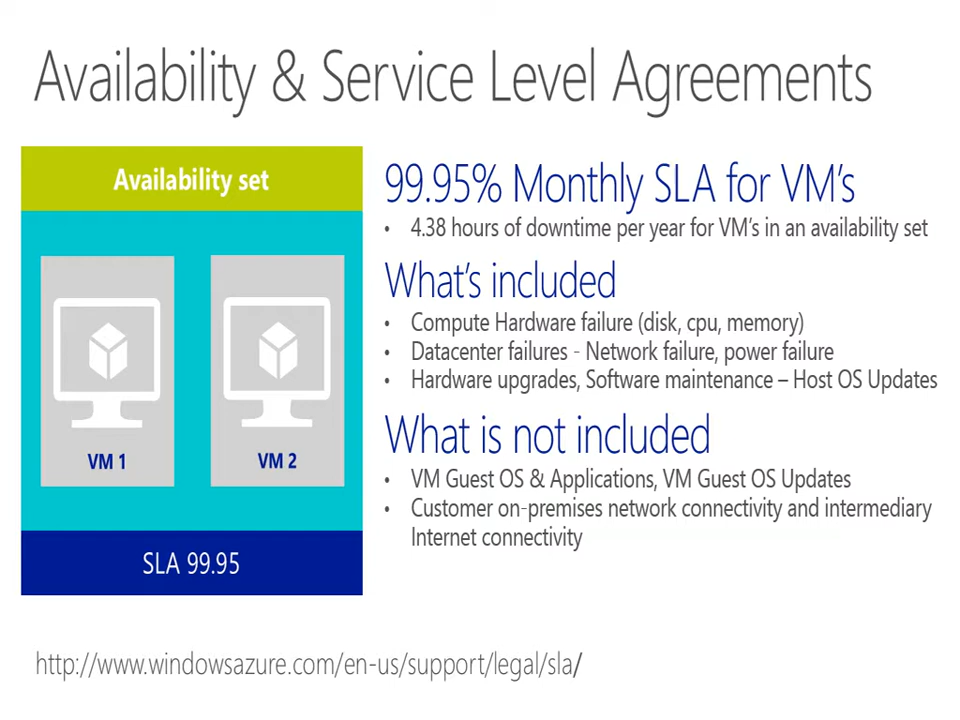 Availability & Service Level Agreements
Availability set
VM 1
VM 2
SLA 99.95
99.95% Monthly SLA for VM's
• 4.38 hours of downtime per year for VM's in an availability set
What's included
• Compute Hardware failure (disk, cpu, memory)
• Datacenter failures - Network failure, power failure
• Hardware upgrades, Software maintenance – Host OS Updates
What is not included
• VM Guest OS & Applications, VM Guest OS Updates
• Customer on-premises network connectivity and intermediary
Internet connectivity
http://www.windowsazure.com/en-us/support/legal/sla/